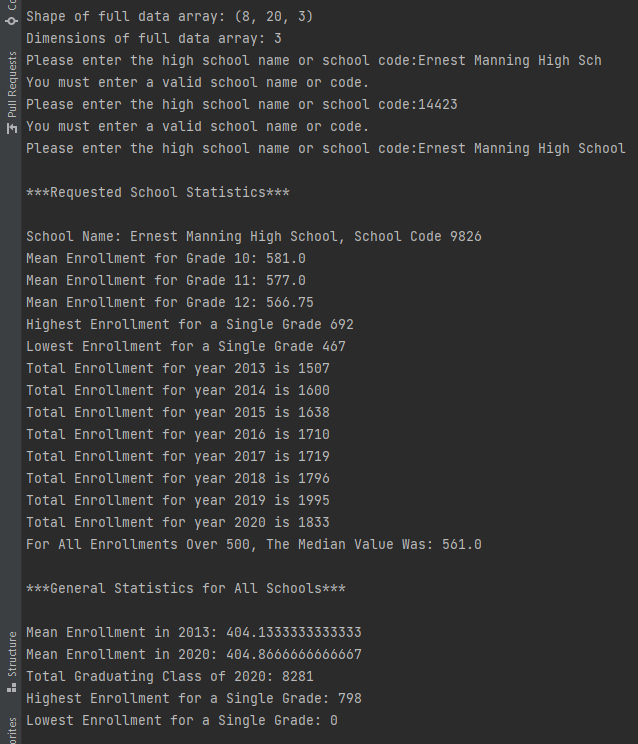 Shape of full data array: (8, 20, 3)
Dimensions of full data array: 3
Please enter the high school name or school code:Ernest Manning High Sch
You must enter a valid school name or code.
Please enter the high school name or school code:14423
You must enter a valid school name or code.
Please enter the high school name or school code:Ernest Manning High School
***Requested School Statistics***
School Name: Ernest Manning High School, School Code 9826
Mean Enrollment for Grade 10: 581.0
Mean Enrollment for Grade 11: 577.0
Mean Enrollment for Grade 12: 566.75
Highest Enrollment for a Single Grade 692
Lowest Enrollment for a Single Grade 467
Total Enrollment for year 2013 is 1507
Total Enrollment for year 2014 is 1600
Total Enrollment for year 2015 is 1638
Total Enrollment for year 2016 is 1710
Total Enrollment for year 2017 is 1719
Total Enrollment for year 2018 is 1796
Total Enrollment for year 2019 is 1995
Total Enrollment for year 2020 is 1833
For All Enrollments Over 500, The Median Value Was: 561.0
***General Statistics for All Schools***
Mean Enrollment in 2013: 404.1333333333333
Mean Enrollment in 2020: 404.8666666666667
Total Graduating Class of 2020: 8281
Highest Enrollment for a Single Grade: 798
Lowest Enrollment for a Single Grade: 0
Pull Requests
Structure